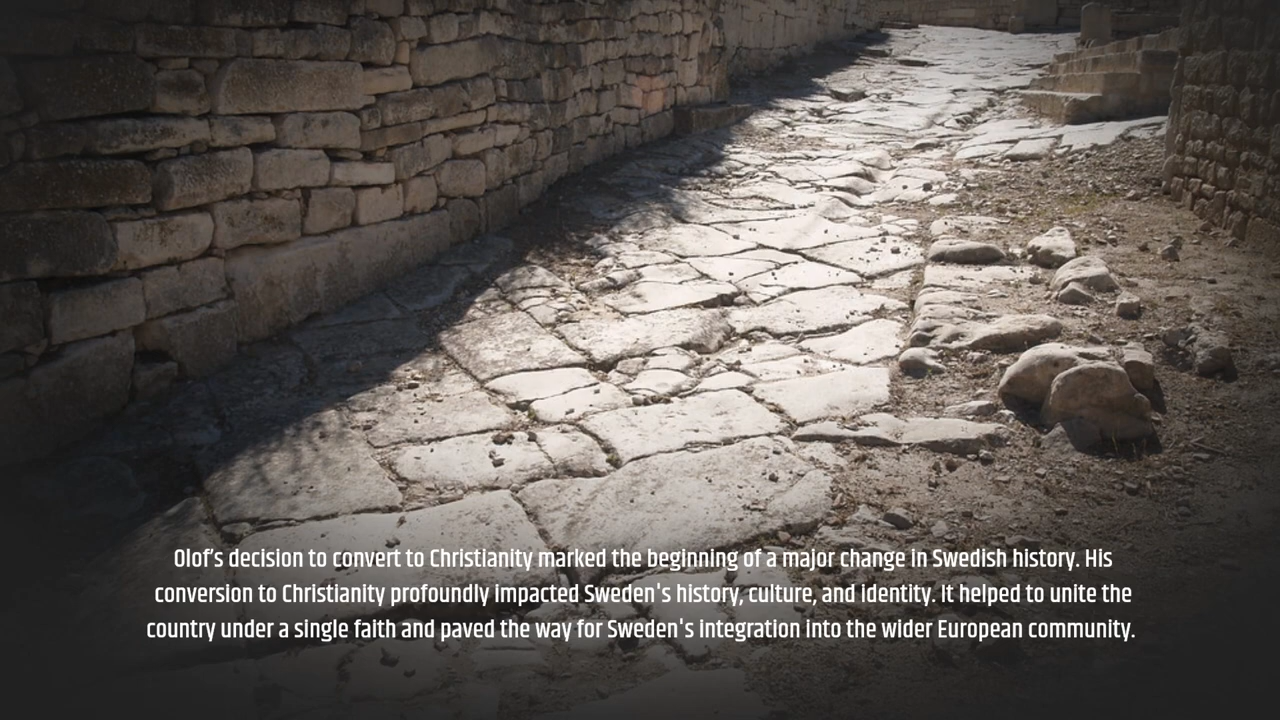 Olof’s decision to convert to Christianity marked the beginning of a major change in Swedish history. His
conversion to Christianity profoundly impacted Sweden's history, culture, and identity. It helped to unite the
country under a single faith and paved the way for Sweden's integration into the wider European community.